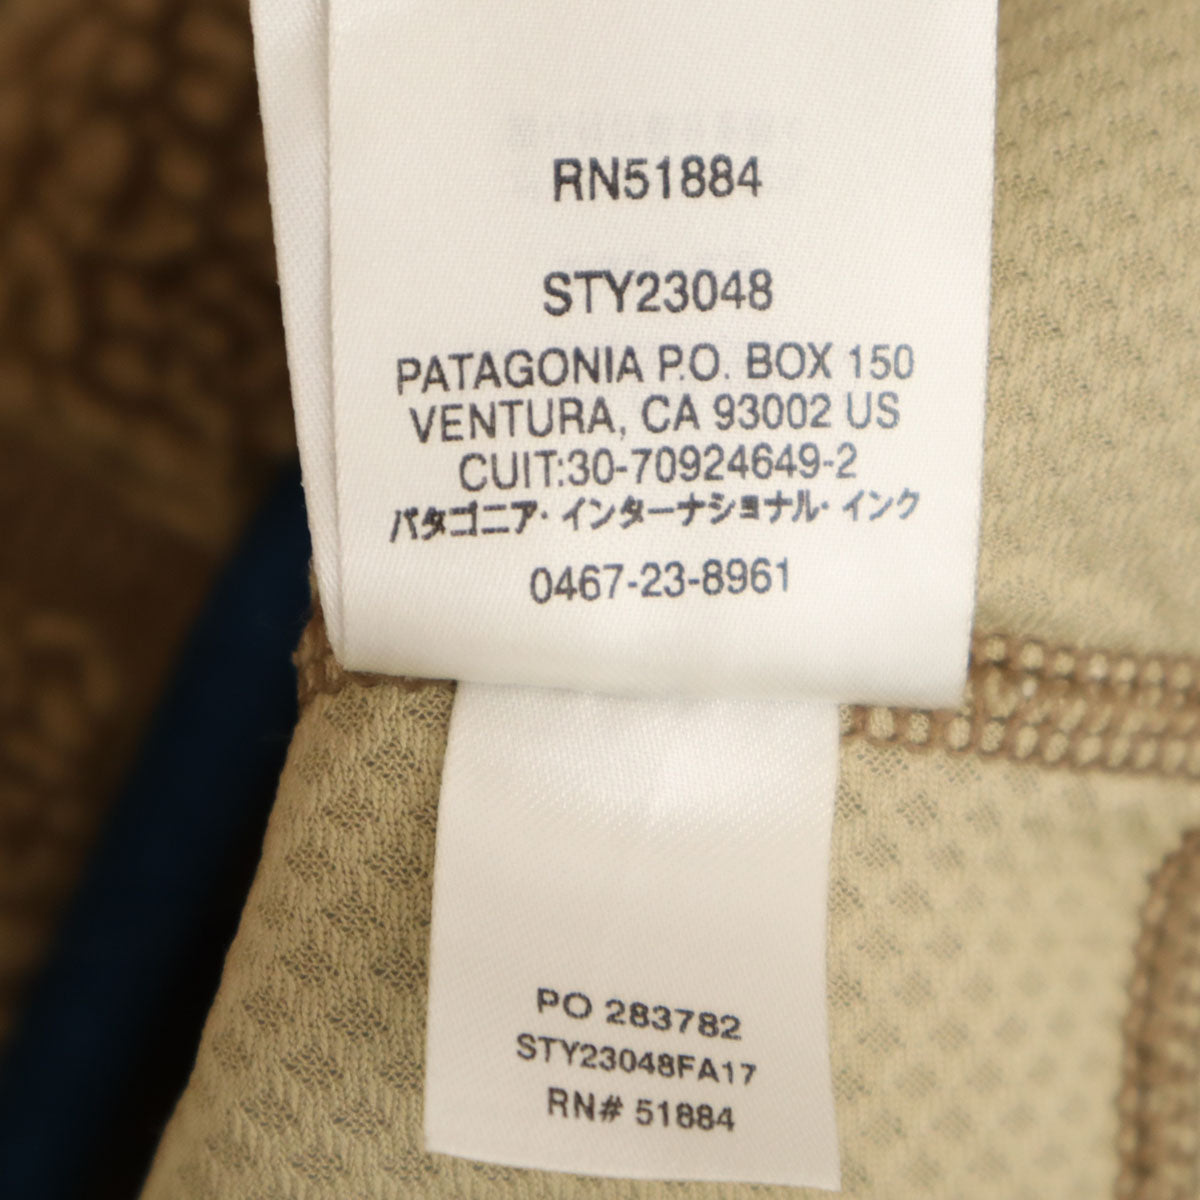 RN51884
STY23048
PATAGONIA P.O. BOX 150
VENTURA, CA 93002 US
CUIT:30-70924649-2
パタゴニア・インターナショナル・インク
0467-23-8961
PO 283782
STY23048FA17
RN# 51884